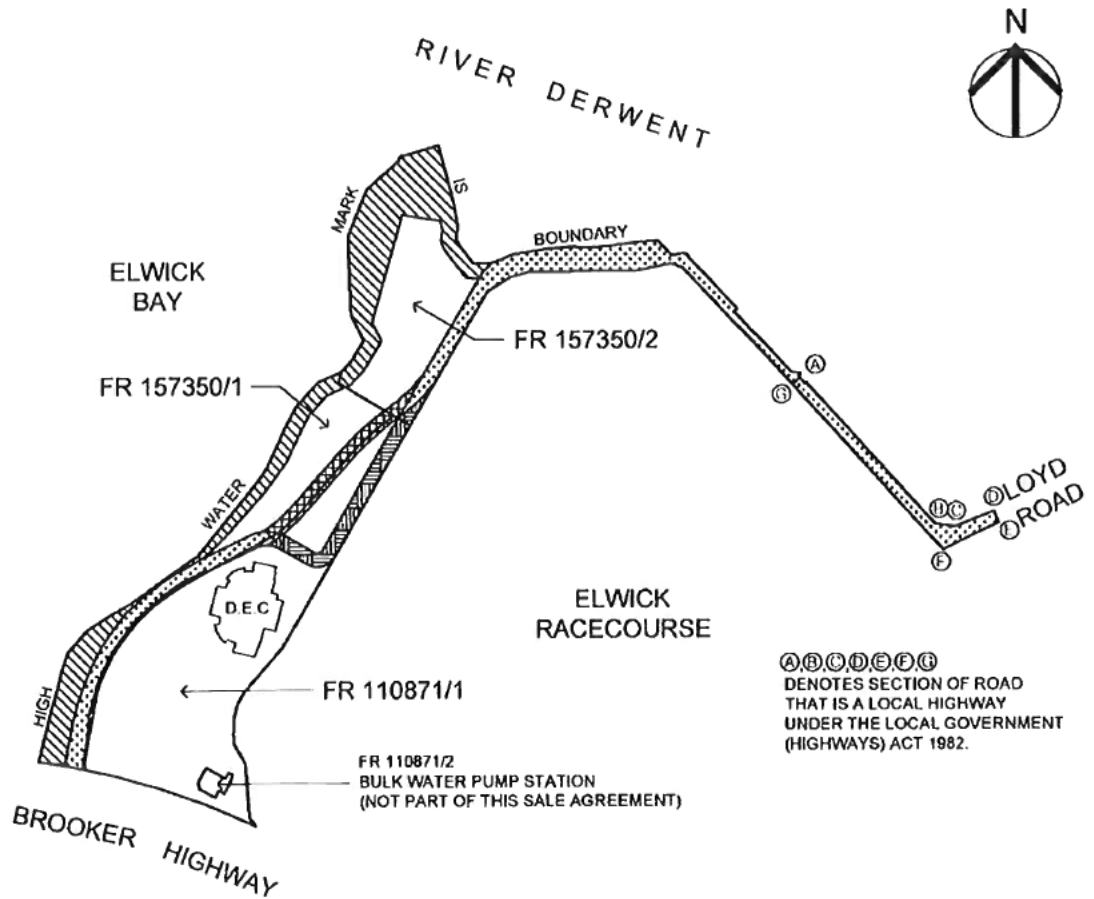 N
RIVER DERWENT
MARK
IS
BOUNDARY
ELWICK
BAY
FR 157350/2
FR 157350/1
A
G
WATER
B C
D
LOYD
E
ROAD
F
D.E.C
ELWICK
RACECOURSE
FR 110871/1
HIGH
A,B,C,D,E,F,G
DENOTES SECTION OF ROAD
THAT IS A LOCAL HIGHWAY
UNDER THE LOCAL GOVERNMENT
(HIGHWAYS) ACT 1982.
FR 110871/2
BULK WATER PUMP STATION
(NOT PART OF THIS SALE AGREEMENT)
BROOKER HIGHWAY